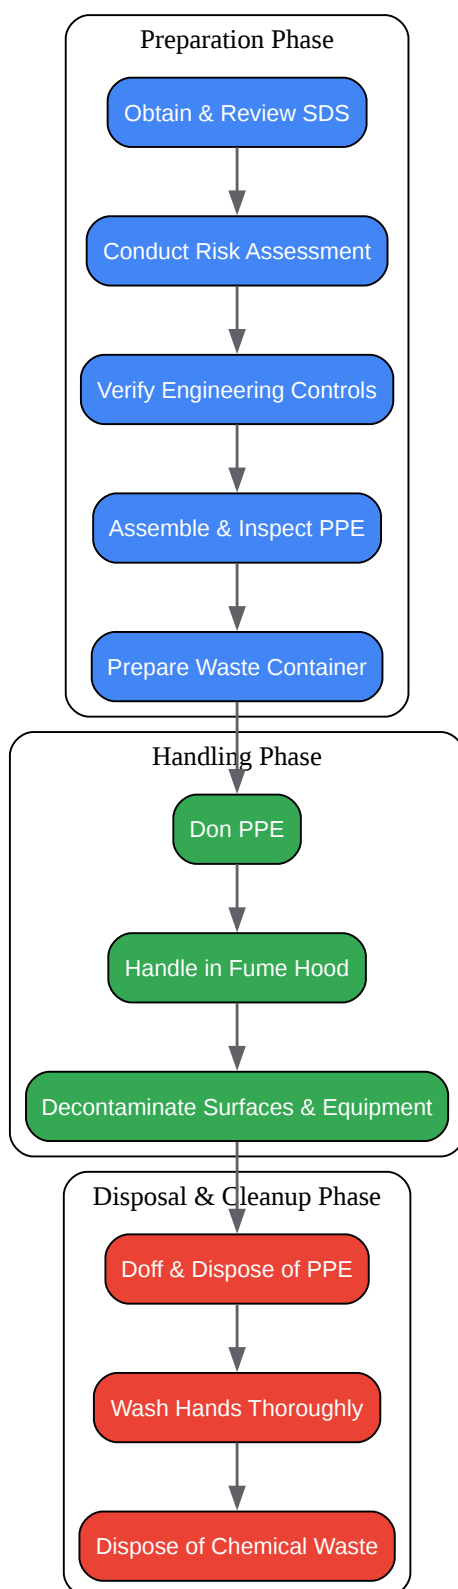 Preparation Phase
Obtain & Review SDS
Conduct Risk Assessment
Verify Engineering Controls
Assemble & Inspect PPE
Prepare Waste Container
Handling Phase
Don PPE
Handle in Fume Hood
Decontaminate Surfaces & Equipment
Disposal & Cleanup Phase
Doff & Dispose of PPE
Wash Hands Thoroughly
Dispose of Chemical Waste